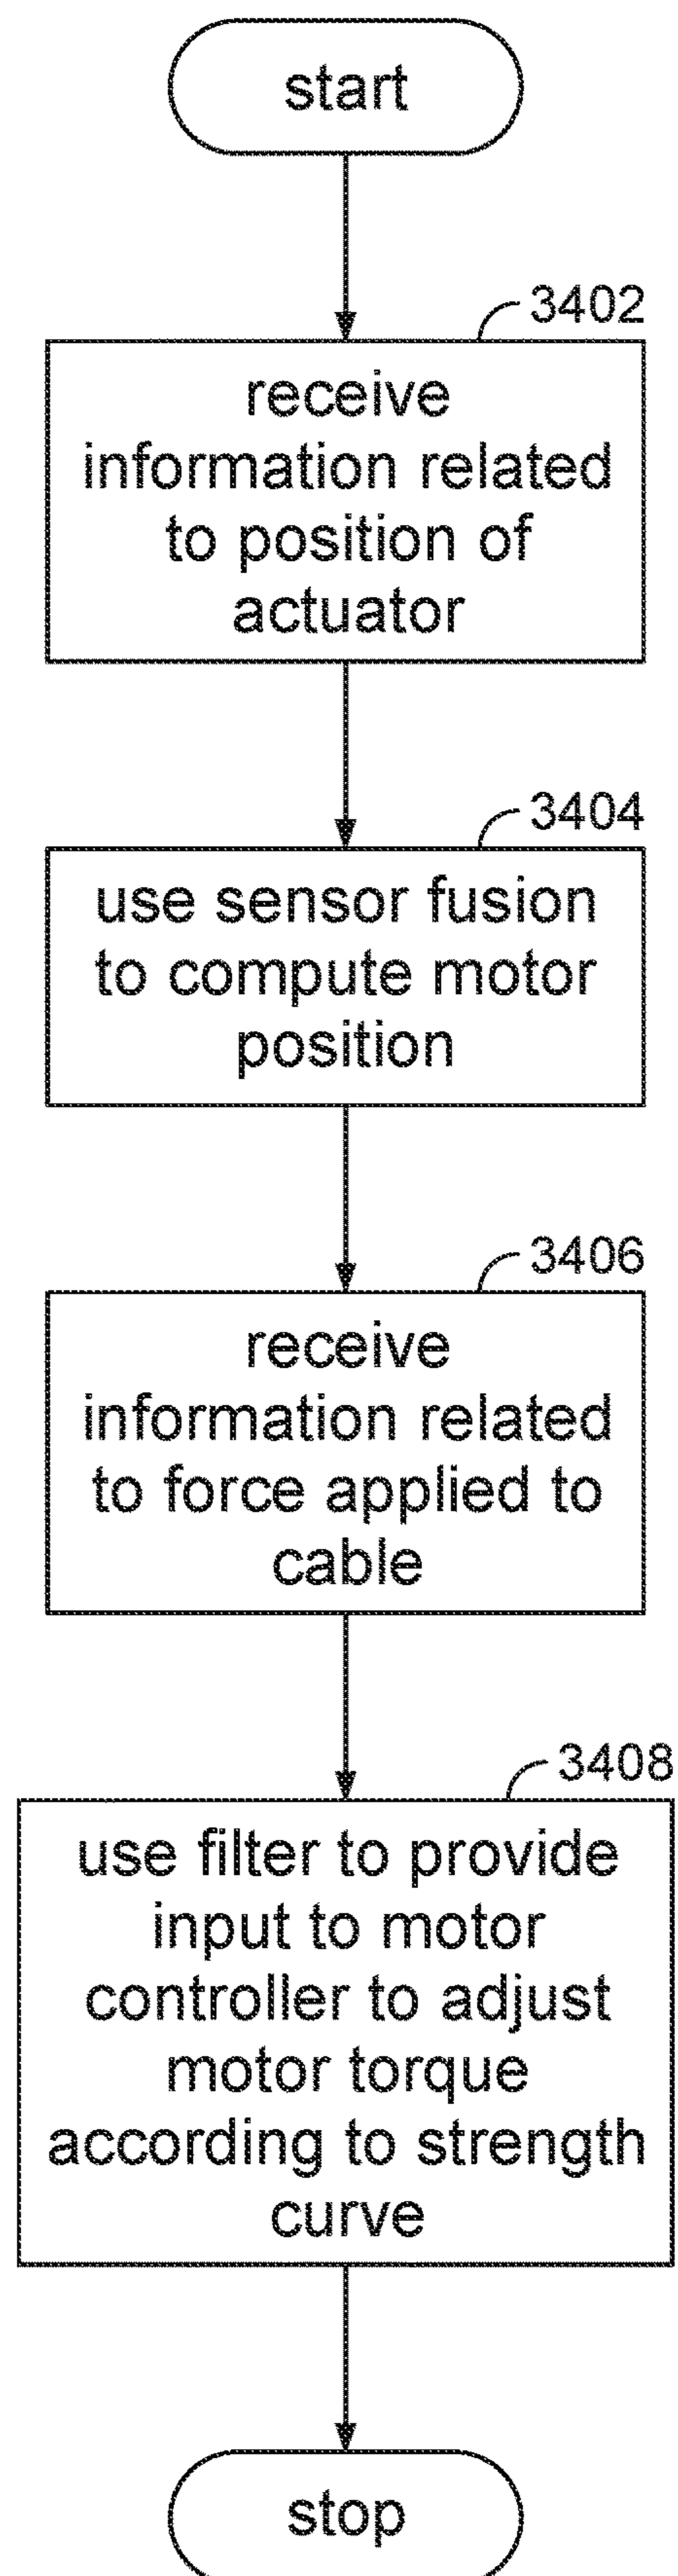 start
3402
receive
information related
to position of
actuator
3404
use sensor fusion
to compute motor
position
3406
receive
information related
to force applied to
cable
3408
use filter to provide
input to motor
controller to adjust
motor torque
according to strength
curve
stop